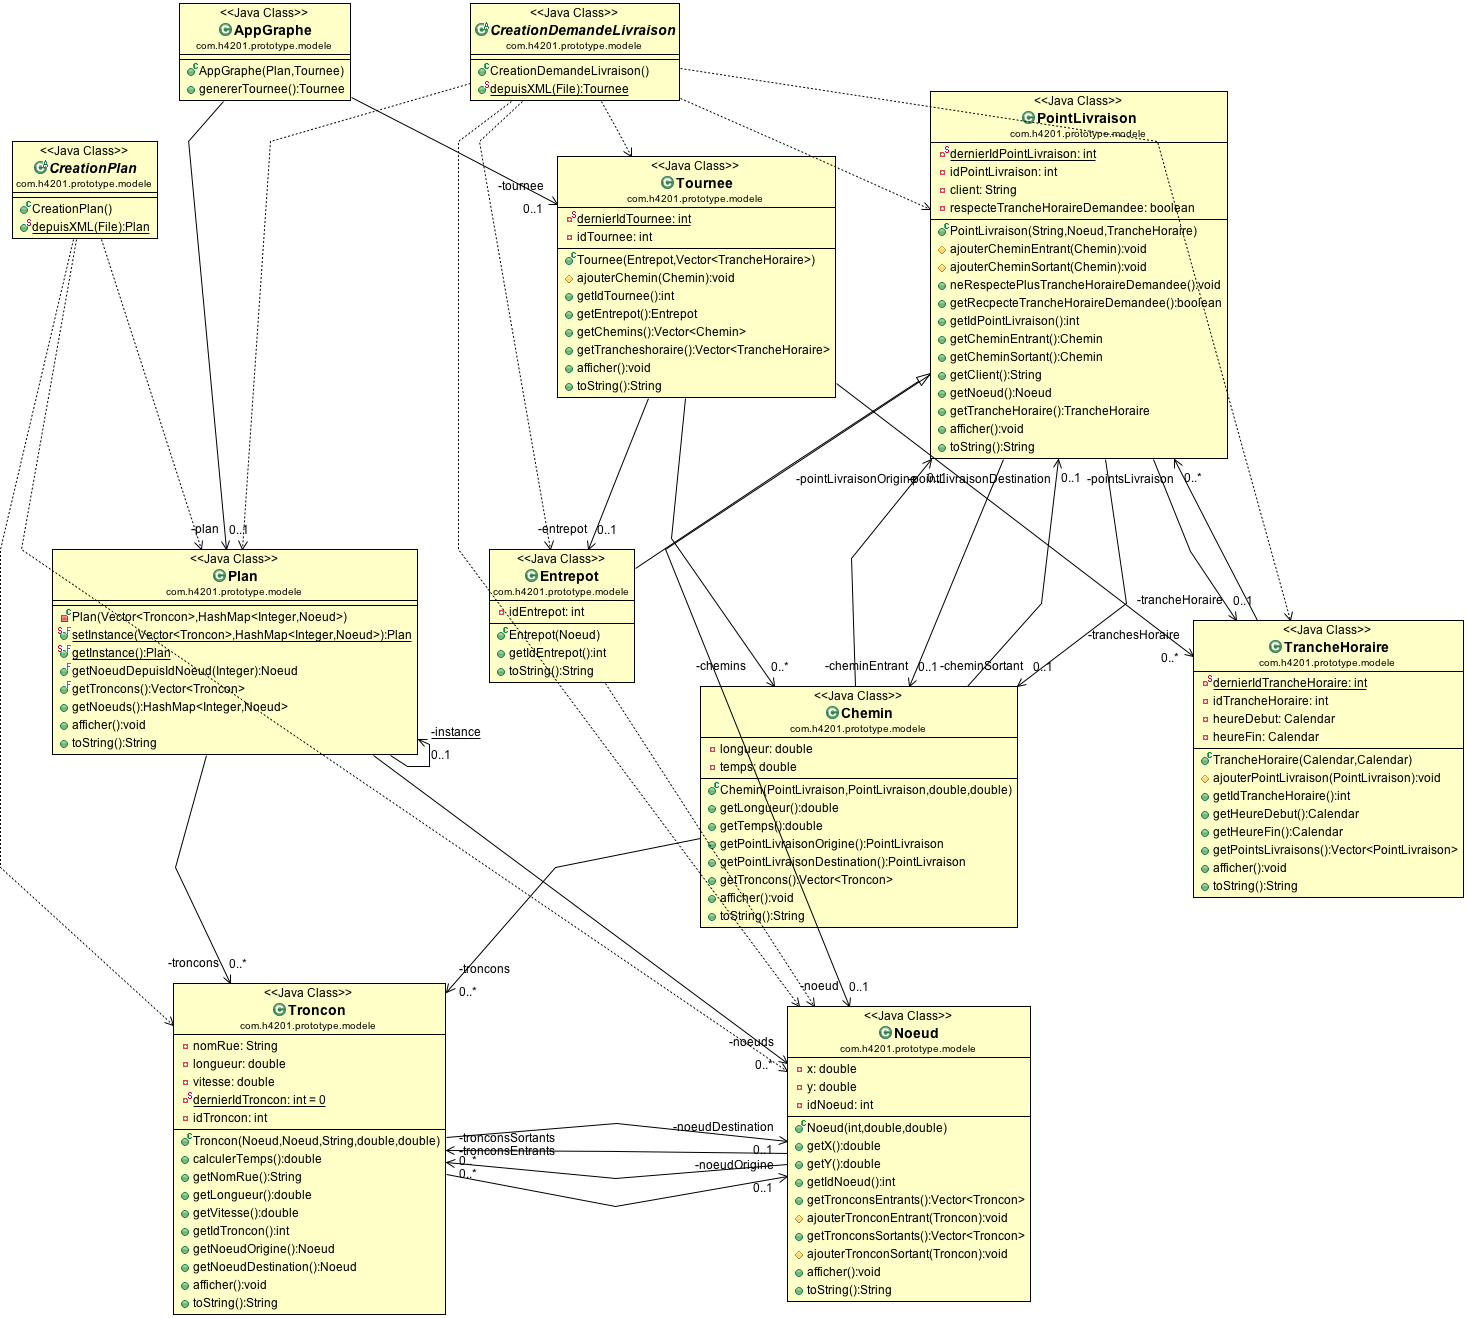 <<Java Class>>
AppGraphe
com.h4201.prototype.modele
AppGraphe(Plan,Tournee)
genererTournee():Tournee
<<Java Class>>
CreationDemandeLivraison
com.h4201.prototype.modele
CreationDemandeLivraison()
depuisXML(File):Tournee
<<Java Class>>
PointLivraison
com.h4201.prototype.modele
dernierIdPointLivraison: int
idPointLivraison: int
client: String
respecteTrancheHoraireDemandee: boolean
PointLivraison(String,Noeud,TrancheHoraire)
ajouterCheminEntrant(Chemin):void
ajouterCheminSortant(Chemin):void
neRespectePlusTrancheHoraireDemandee():void
getRecpecteTrancheHoraireDemandee():boolean
getIdPointLivraison():int
getCheminEntrant():Chemin
getCheminSortant():Chemin
getClient():String
getNoeud():Noeud
getTrancheHoraire():TrancheHoraire
afficher():void
toString():String
<<Java Class>>
CreationPlan
com.h4201.prototype.modele
CreationPlan()
depuisXML(File):Plan
<<Java Class>>
Tournee
com.h4201.prototype.modele
dernierIdTournee: int
idTournee: int
Tournee(Entrepot,Vector<TrancheHoraire>)
ajouterChemin(Chemin):void
getIdTournee():int
getEntrepot():Entrepot
getChemins():Vector<Chemin>
getTrancheshoraire():Vector<TrancheHoraire>
afficher():void
toString():String
-tournee
0..1
-pointLivraisonOrigine
0..1
-pointLivraisonDestination
0..1
-pointsLivraison
0..*
-plan
0..1
-entrepot
0..1
<<Java Class>>
Plan
com.h4201.prototype.modele
Plan(Vector<Troncon>,HashMap<Integer,Noeud>)
setInstance(Vector<Troncon>,HashMap<Integer,Noeud>):Plan
getInstance():Plan
getNoeudDepuisIdNoeud(Integer):Noeud
getTroncons():Vector<Troncon>
getNoeuds():HashMap<Integer,Noeud>
afficher():void
toString():String
-instance
0..1
<<Java Class>>
Entrepot
com.h4201.prototype.modele
idEntrepot: int
Entrepot(Noeud)
getIdEntrepot():int
toString():String
-trancheHoraire
0..1
-tranchesHoraire
0..*
-chemins
0..*
-cheminEntrant
0..1
-cheminSortant
0..1
<<Java Class>>
TrancheHoraire
com.h4201.prototype.modele
dernierIdTrancheHoraire: int
idTrancheHoraire: int
heureDebut: Calendar
heureFin: Calendar
TrancheHoraire(Calendar,Calendar)
ajouterPointLivraison(PointLivraison):void
getIdTrancheHoraire():int
getHeureDebut():Calendar
getHeureFin():Calendar
getPointsLivraisons():Vector<PointLivraison>
afficher():void
toString():String
<<Java Class>>
Chemin
com.h4201.prototype.modele
longueur: double
temps: double
Chemin(PointLivraison,PointLivraison,double,double)
getLongueur():double
getTemps():double
getPointLivraisonOrigine():PointLivraison
getPointLivraisonDestination():PointLivraison
getTroncons():Vector<Troncon>
afficher():void
toString():String
-troncons
0..*
-troncons
0..*
-noeud
0..1
<<Java Class>>
Troncon
com.h4201.prototype.modele
nomRue: String
longueur: double
vitesse: double
dernierIdTroncon: int = 0
idTroncon: int
Troncon(Noeud,Noeud,String,double,double)
calculerTemps():double
getNomRue():String
getLongueur():double
getVitesse():double
getIdTroncon():int
getNoeudOrigine():Noeud
getNoeudDestination():Noeud
afficher():void
toString():String
-noeuds
0..*
-noeudDestination
0..1
-tronconsSortants
0..*
-tronconsEntrants
0..*
-noeudOrigine
0..1
<<Java Class>>
Noeud
com.h4201.prototype.modele
x: double
y: double
idNoeud: int
Noeud(int,double,double)
getX():double
getY():double
getIdNoeud():int
getTronconsEntrants():Vector<Troncon>
ajouterTronconEntrant(Troncon):void
getTronconsSortants():Vector<Troncon>
ajouterTronconSortant(Troncon):void
afficher():void
toString():String